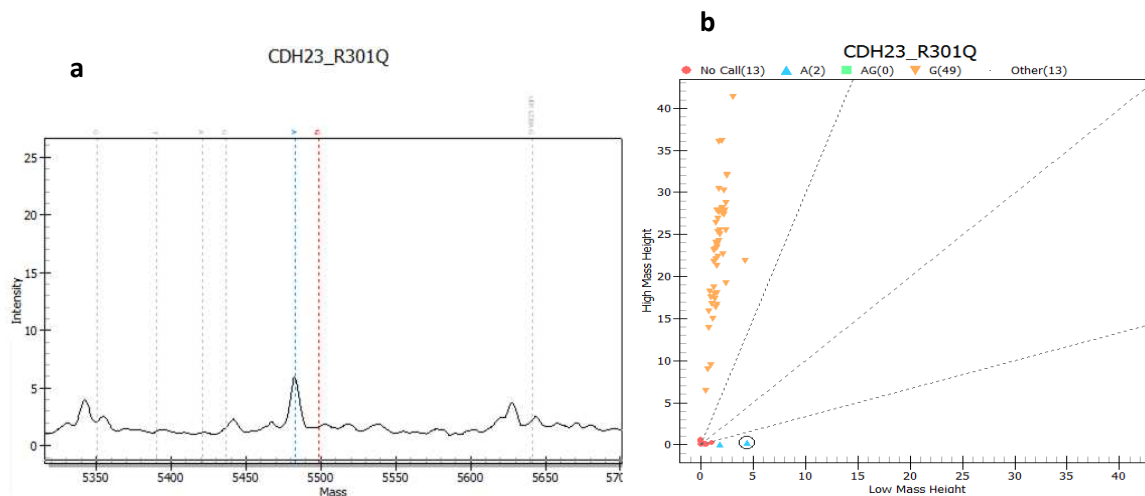 a
CDH23_R301Q
C
T
A
G
A
G
25
20
15
10
5
0
Intensity
5350
5400
5450
5500
5550
5600
5650
Mass
b
CDH23_R301Q
No Call(13) A(2) AG(0) G(49) Other(13)
40
35
30
25
20
15
10
5
0
High Mass Height
0 5 10 15 20 25 30 35 40
Low Mass Height